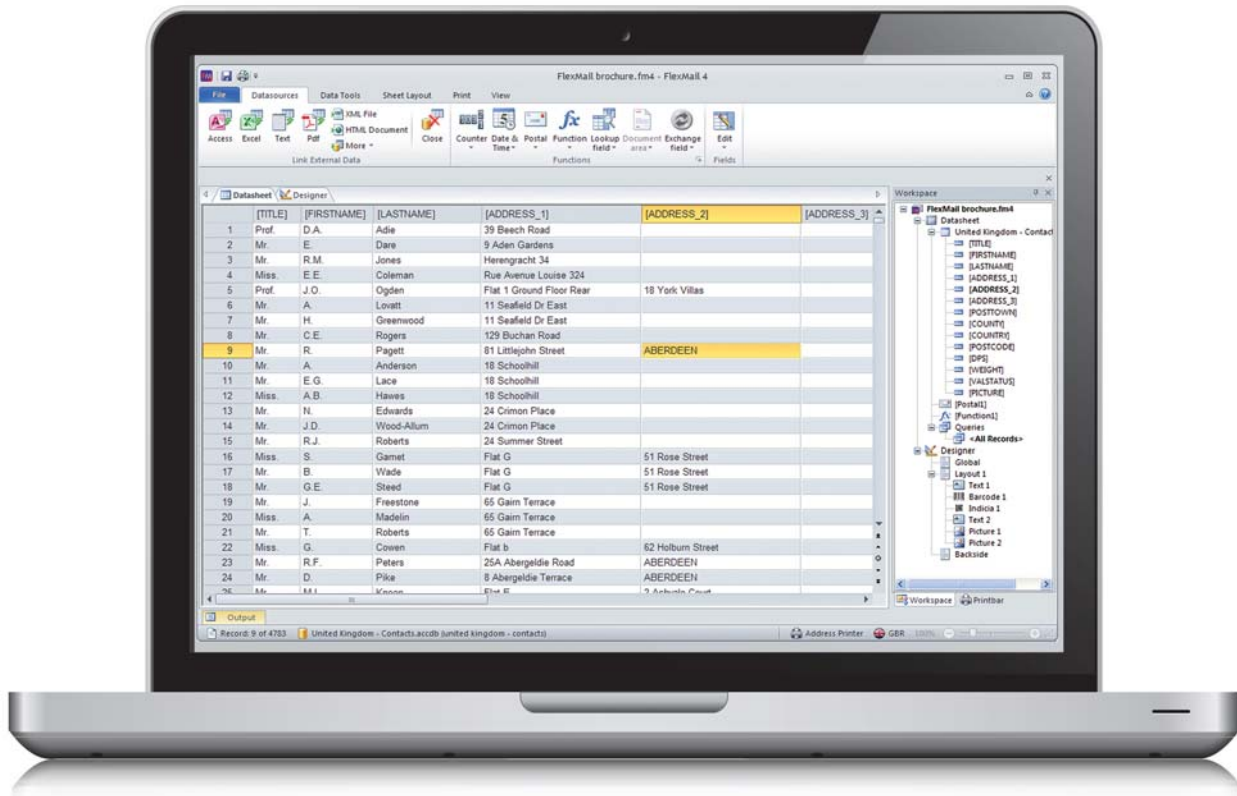 FlexMail brochure.fm4 - FlexMail 4
File Datasources Data Tools Sheet Layout Print View
Access Excel Text Pdf XML File HTML Document More Close
Counter Date & Time Postal Function Lookup field Document area Exchange field Edit
Link External Data Functions Fields
Datasheet Designer
[TITLE] [FIRSTNAME] [LASTNAME] [ADDRESS_1] [ADDRESS_2] [ADDRESS_3]
1 Prof. D.A. Adie 39 Beech Road
2 Mr. E. Dare 9 Aden Gardens
3 Mr. R.M. Jones Herengracht 34
4 Miss. E.E. Coleman Rue Avenue Louise 324
5 Prof. J.O. Ogden Flat 1 Ground Floor Rear 18 York Villas
6 Mr. A. Lovatt 11 Seafield Dr East
7 Mr. H. Greenwood 11 Seafield Dr East
8 Mr. C.E. Rogers 129 Buchan Road
9 Mr. R. Pagett 81 Littlejohn Street ABERDEEN
10 Mr. A. Anderson 18 Schoolhill
11 Mr. E.G. Lace 18 Schoolhill
12 Miss. A.B. Hawes 18 Schoolhill
13 Mr. N. Edwards 24 Crimon Place
14 Mr. J.D. Wood-Allum 24 Crimon Place
15 Mr. R.J. Roberts 24 Summer Street
16 Miss. S. Gamet Flat G 51 Rose Street
17 Mr. B. Wade Flat G 51 Rose Street
18 Mr. G.E. Steed Flat G 51 Rose Street
19 Mr. J. Freestone 65 Gairn Terrace
20 Miss. A. Madelin 65 Gairn Terrace
21 Mr. T. Roberts 65 Gairn Terrace
22 Miss. G. Cowen Flat b 62 Holburn Street
23 Mr. R.F. Peters 25A Abergeldie Road ABERDEEN
24 Mr. D. Pike 8 Abergeldie Terrace ABERDEEN
Workspace
FlexMail brochure.fm4
Datasheet
United Kingdom - Contact
[TITLE]
[FIRSTNAME]
[LASTNAME]
[ADDRESS_1]
[ADDRESS_2]
[ADDRESS_3]
[POSTTOWN]
[COUNTY]
[COUNTRY]
[POSTCODE]
[DPS]
[WEIGHT]
[VALSTATUS]
[PICTURE]
[Postal1]
[Function1]
Queries
<All Records>
Designer
Global
Layout 1
Text 1
Barcode 1
Indicia 1
Text 2
Picture 1
Picture 2
Backside
Workspace Printbar
Output
Record: 9 of 4783 United Kingdom - Contacts.accdb (united kingdom - contacts) Address Printer GBR 100%